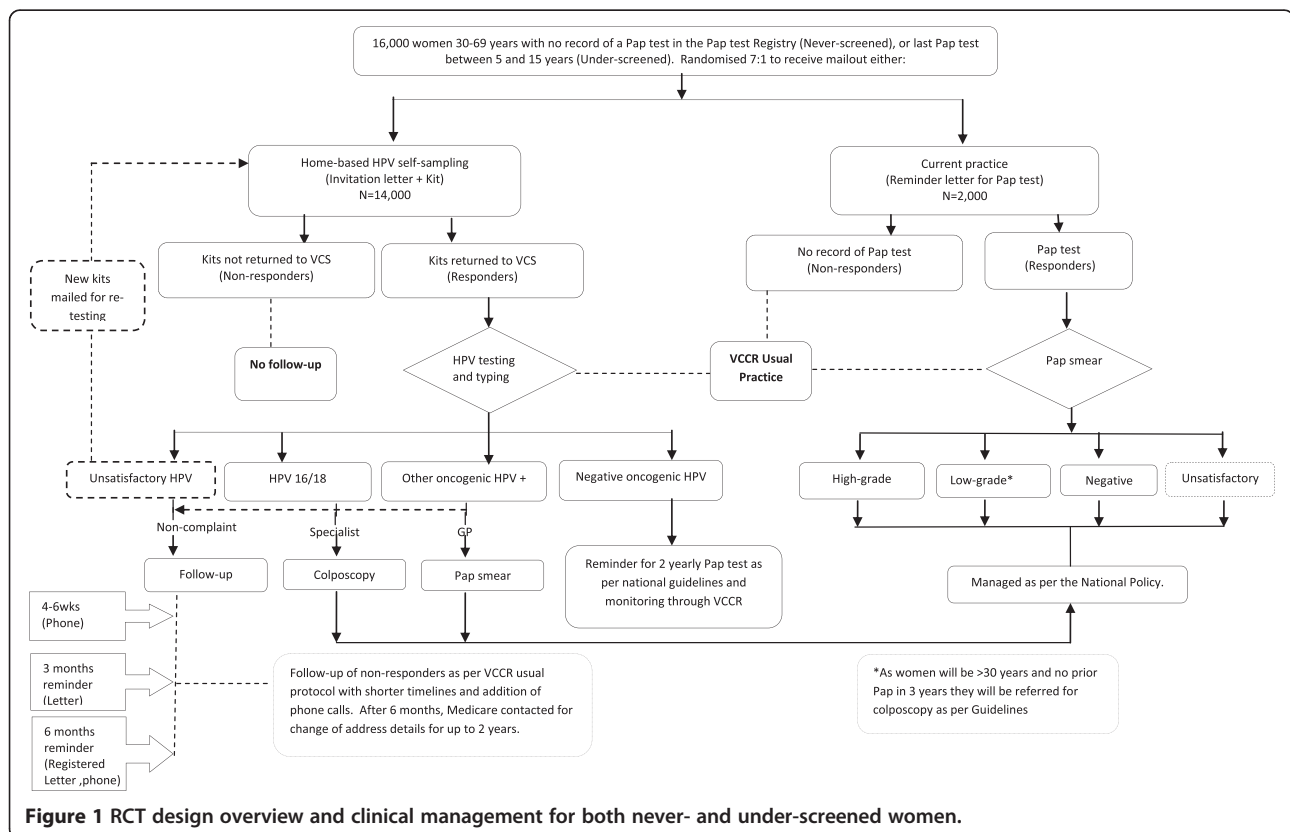 16,000 women 30-69 years with no record of a Pap test in the Pap test Registry (Never-screened), or last Pap test
between 5 and 15 years (Under-screened). Randomised 7:1 to receive mailout either:
Home-based HPV self-sampling
(Invitation letter + Kit)
N=14,000
Current practice
(Reminder letter for Pap test)
N=2,000
Kits not returned to VCS
(Non-responders)
Kits returned to VCS
(Responders)
No record of Pap test
(Non-responders)
Pap test
(Responders)
New kits
mailed for re-
testing
No follow-up
HPV testing
and typing
VCCR Usual
Practice
Pap smear
Unsatisfactory HPV
HPV 16/18
Other oncogenic HPV +
Negative oncogenic HPV
High-grade
Low-grade*
Negative
Unsatisfactory
Non-complaint
Specialist
GP
Follow-up
Colposcopy
Pap smear
Reminder for 2 yearly Pap test as
per national guidelines and
monitoring through VCCR
Managed as per the National Policy.
4-6wks
(Phone)
3 months
reminder
(Letter)
6 months
reminder
(Registered
Letter ,phone)
Follow-up of non-responders as per VCCR usual
protocol with shorter timelines and addition of
phone calls. After 6 months, Medicare contacted for
change of address details for up to 2 years.
*As women will be >30 years and no prior
Pap in 3 years they will be referred for
colposcopy as per Guidelines
Figure 1 RCT design overview and clinical management for both never- and under-screened women.